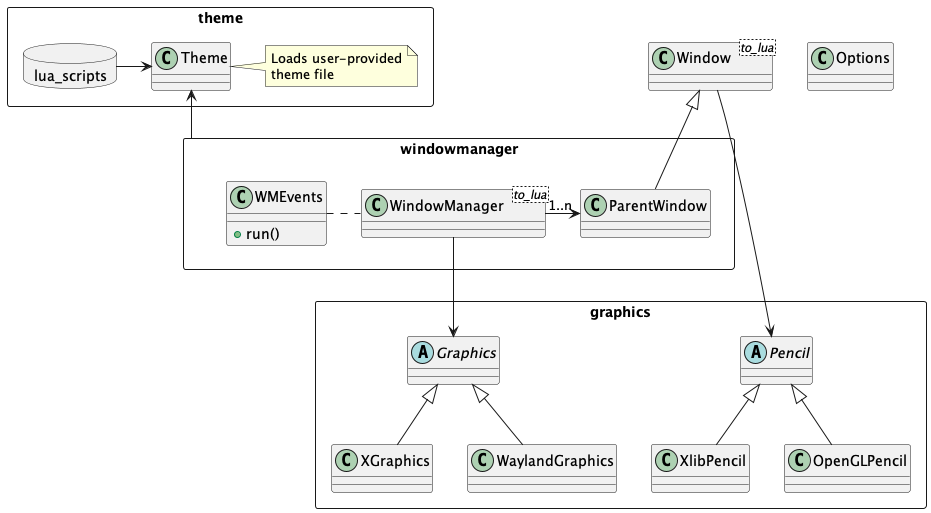 theme
lua_scripts
C Theme
Loads user-provided
theme file
C Window
to_lua
C Options
windowmanager
C WMEvents
run()
C WindowManager
to_lua
1..n
C ParentWindow
graphics
A Graphics
A Pencil
C XGraphics
C WaylandGraphics
C XlibPencil
C OpenGLPencil